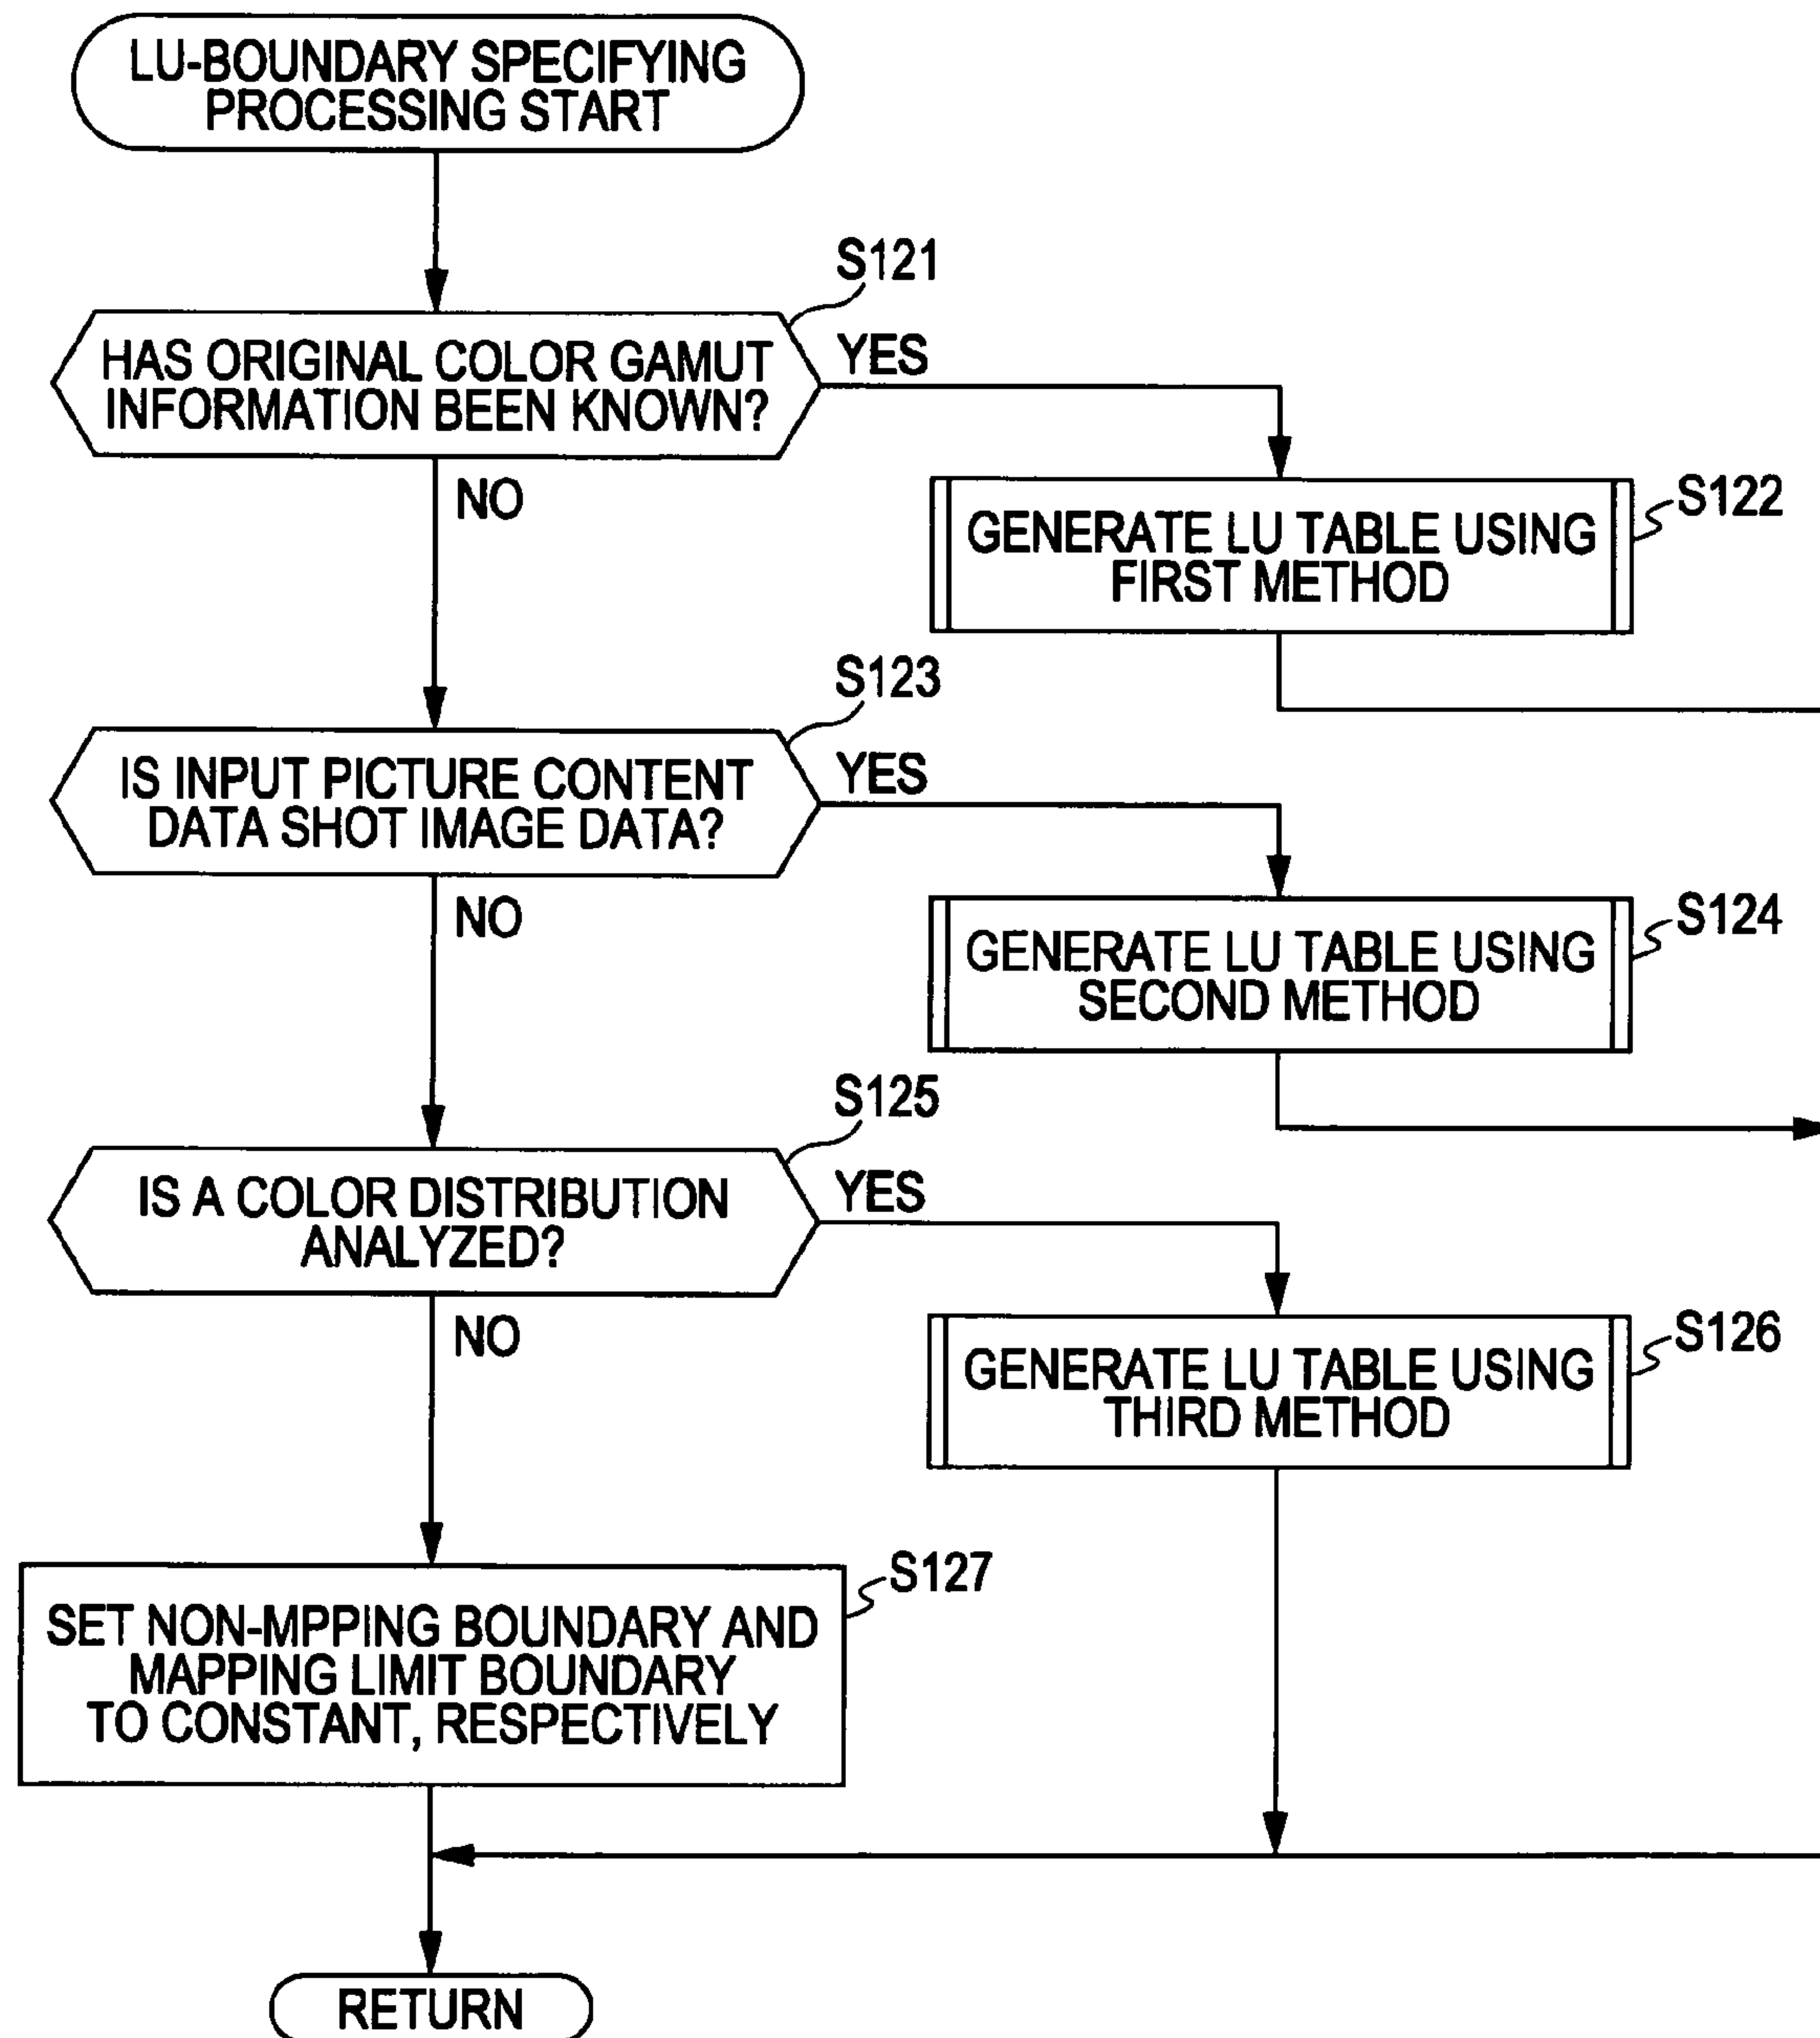 LU-BOUNDARY SPECIFYING
PROCESSING START
S121
HAS ORIGINAL COLOR GAMUT
INFORMATION BEEN KNOWN?
YES
NO
S122
GENERATE LU TABLE USING
FIRST METHOD
S123
IS INPUT PICTURE CONTENT
DATA SHOT IMAGE DATA?
YES
NO
S124
GENERATE LU TABLE USING
SECOND METHOD
S125
IS A COLOR DISTRIBUTION
ANALYZED?
YES
NO
S126
GENERATE LU TABLE USING
THIRD METHOD
S127
SET NON-MPPING BOUNDARY AND
MAPPING LIMIT BOUNDARY
TO CONSTANT, RESPECTIVELY
RETURN